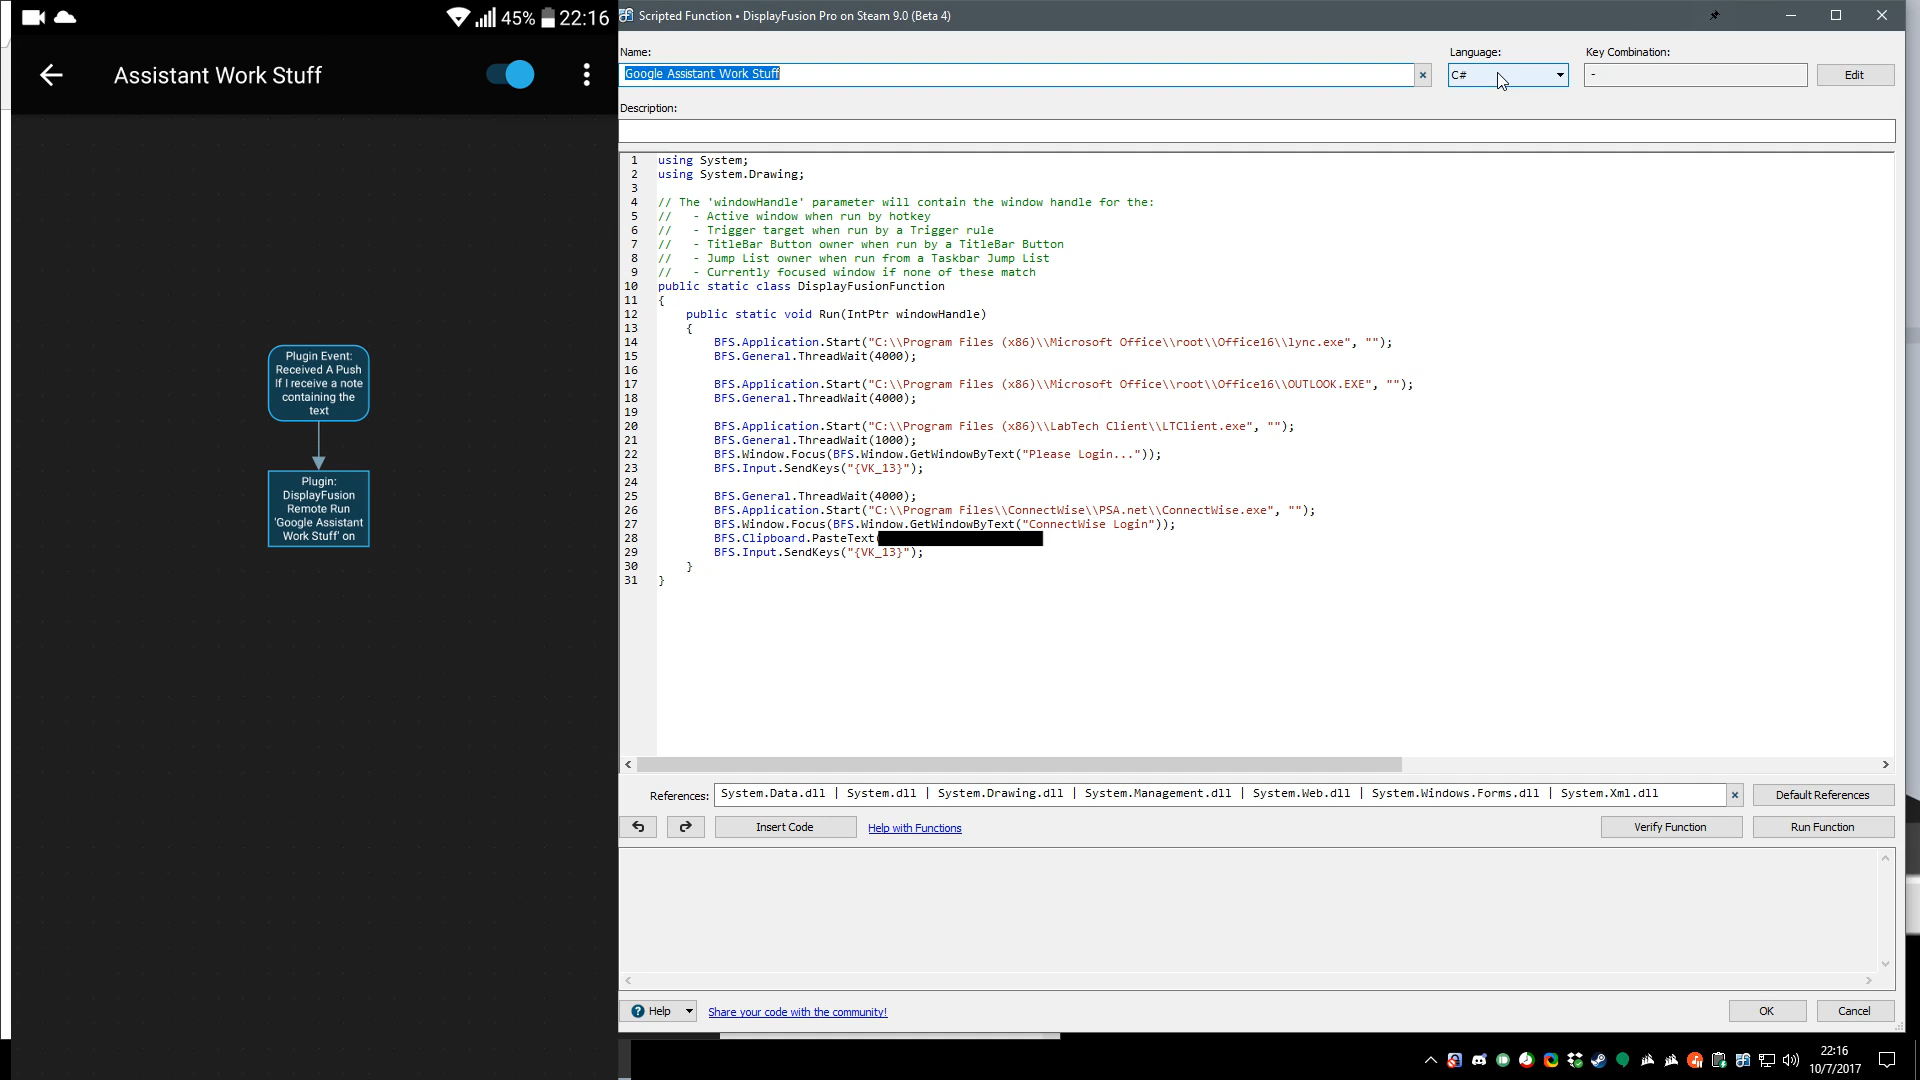 45% 22:16
Assistant Work Stuff
Plugin Event:
Received A Push
If I receive a note
containing the
text
Plugin:
DisplayFusion
Remote Run
'Google Assistant
Work Stuff' on
Scripted Function • DisplayFusion Pro on Steam 9.0 (Beta 4)
Name:
Language:
Key Combination:
Google Assistant Work Stuff
C#
-
Edit
Description:
1 using System;
2 using System.Drawing;
3
4 // The 'windowHandle' parameter will contain the window handle for the:
5 //   - Active window when run by hotkey
6 //   - Trigger target when run by a Trigger rule
7 //   - TitleBar Button owner when run by a TitleBar Button
8 //   - Jump List owner when run from a Taskbar Jump List
9 //   - Currently focused window if none of these match
10 public static class DisplayFusionFunction
11 {
12     public static void Run(IntPtr windowHandle)
13     {
14         BFS.Application.Start("C:\\Program Files (x86)\\Microsoft Office\\root\\Office16\\lync.exe", "");
15         BFS.General.ThreadWait(4000);
16
17         BFS.Application.Start("C:\\Program Files (x86)\\Microsoft Office\\root\\Office16\\OUTLOOK.EXE", "");
18         BFS.General.ThreadWait(4000);
19
20         BFS.Application.Start("C:\\Program Files (x86)\\LabTech Client\\LTClient.exe", "");
21         BFS.General.ThreadWait(1000);
22         BFS.Window.Focus(BFS.Window.GetWindowByText("Please Login..."));
23         BFS.Input.SendKeys("{VK_13}");
24
25         BFS.General.ThreadWait(4000);
26         BFS.Application.Start("C:\\Program Files\\ConnectWise\\PSA.net\\ConnectWise.exe", "");
27         BFS.Window.Focus(BFS.Window.GetWindowByText("ConnectWise Login"));
28         BFS.Clipboard.PasteText(
29         BFS.Input.SendKeys("{VK_13}");
30     }
31 }
References:
System.Data.dll | System.dll | System.Drawing.dll | System.Management.dll | System.Web.dll | System.Windows.Forms.dll | System.Xml.dll
Default References
Insert Code
Help with Functions
Verify Function
Run Function
Help
Share your code with the community!
OK
Cancel
22:16
10/7/2017